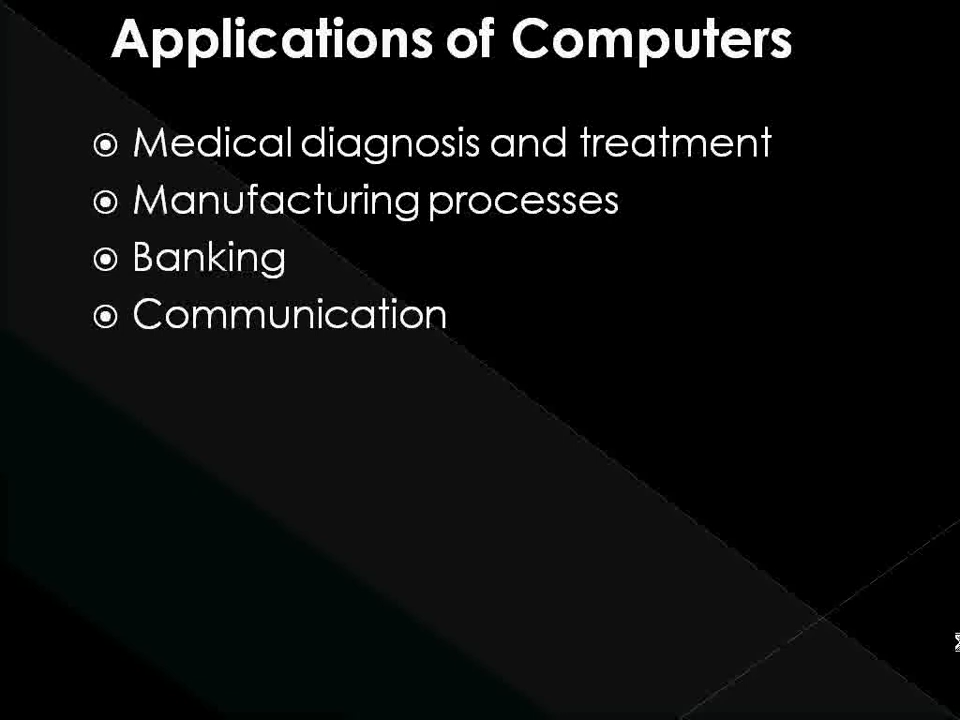 Applications of Computers
Medical diagnosis and treatment
Manufacturing processes
Banking
Communication